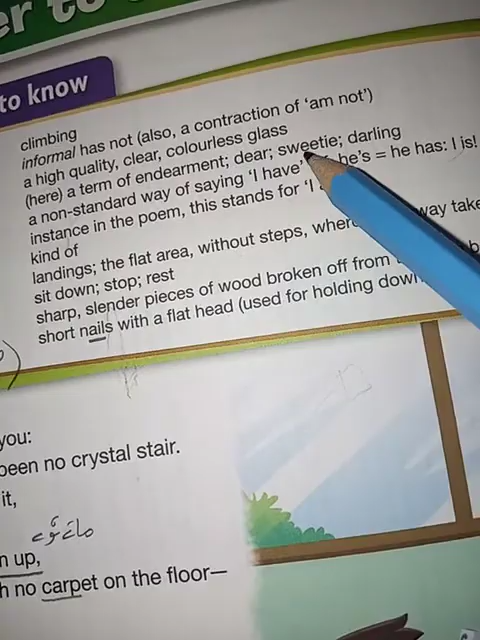 er to
to know
climbing
informal has not (also, a contraction of 'am not')
a high quality, clear, colourless glass
(here) a term of endearment; dear; sweetie; darling
a non-standard way of saying 'I have' he's = he has: I is!
instance in the poem, this stands for 'I
kind of
landings; the flat area, without steps, where way take
sit down; stop; rest
sharp, slender pieces of wood broken off from
short nails with a flat head (used for holding down
you:
been no crystal stair.
it,
n up,
h no carpet on the floor—